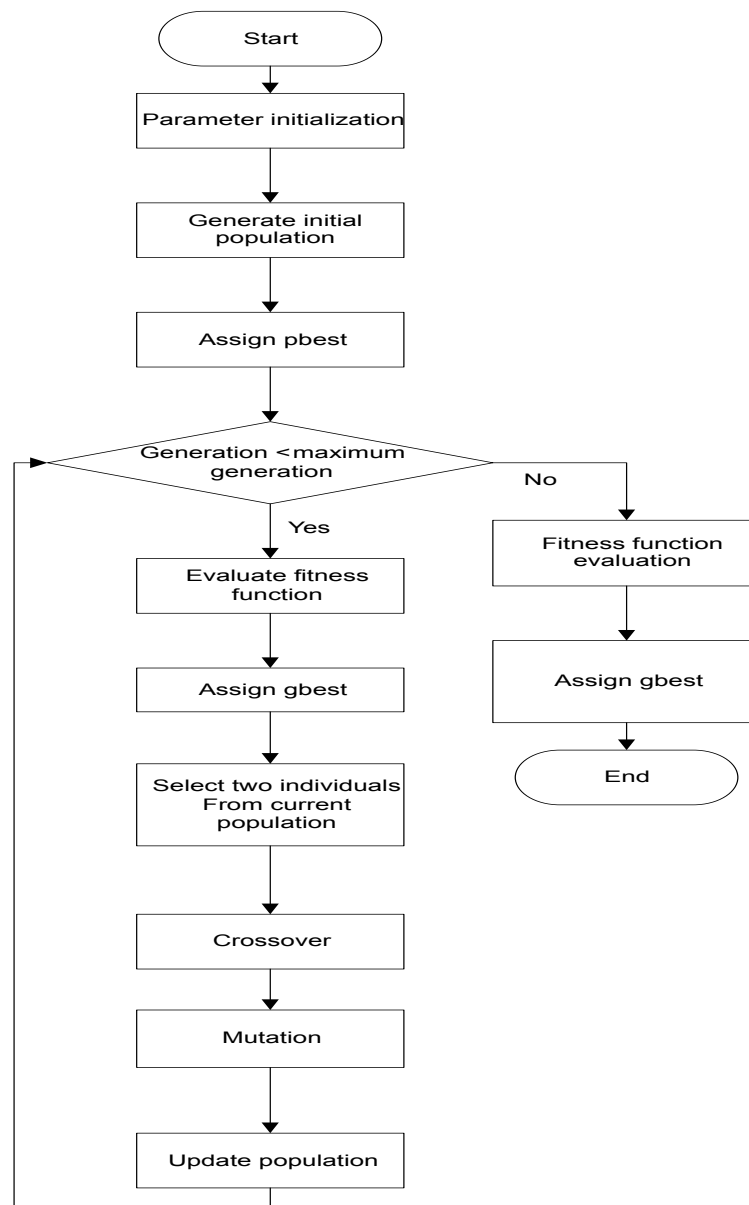 Start
Parameter initialization
Generate initial
population
Assign pbest
Generation <maximum
generation
No
Yes
Fitness function
evaluation
Evaluate fitness
function
Assign gbest
Assign gbest
Select two individuals
From current
population
End
Crossover
Mutation
Update population